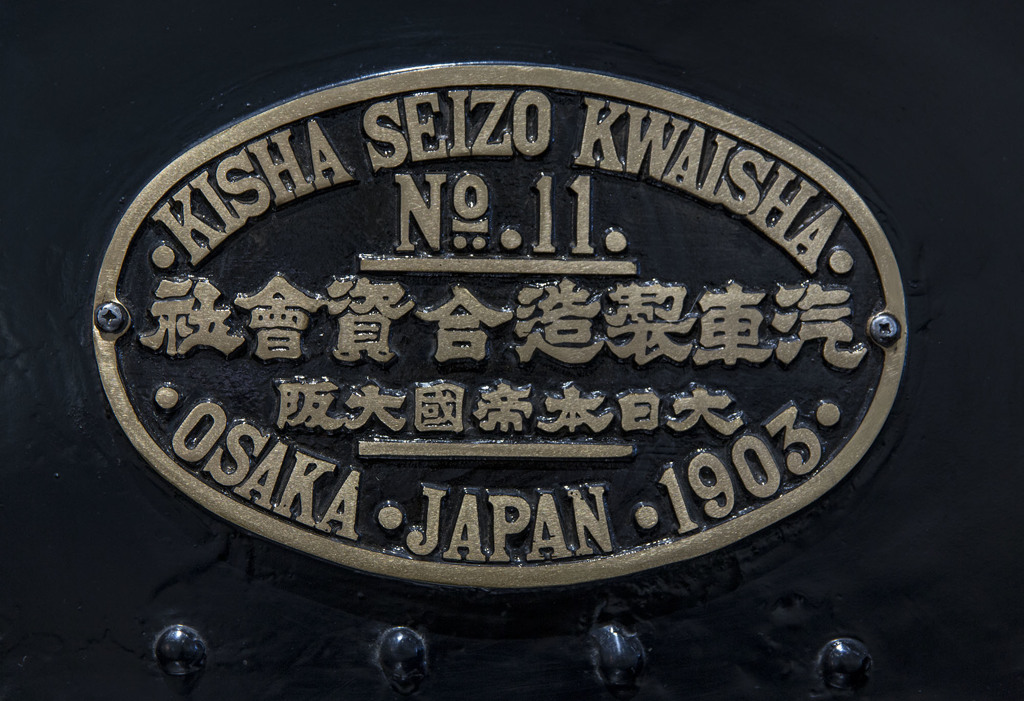 KISHA SEIZO KWAISHA
No. 11.
社會資合造製車汽
阪大國帝本日大
OSAKA · JAPAN · 1903